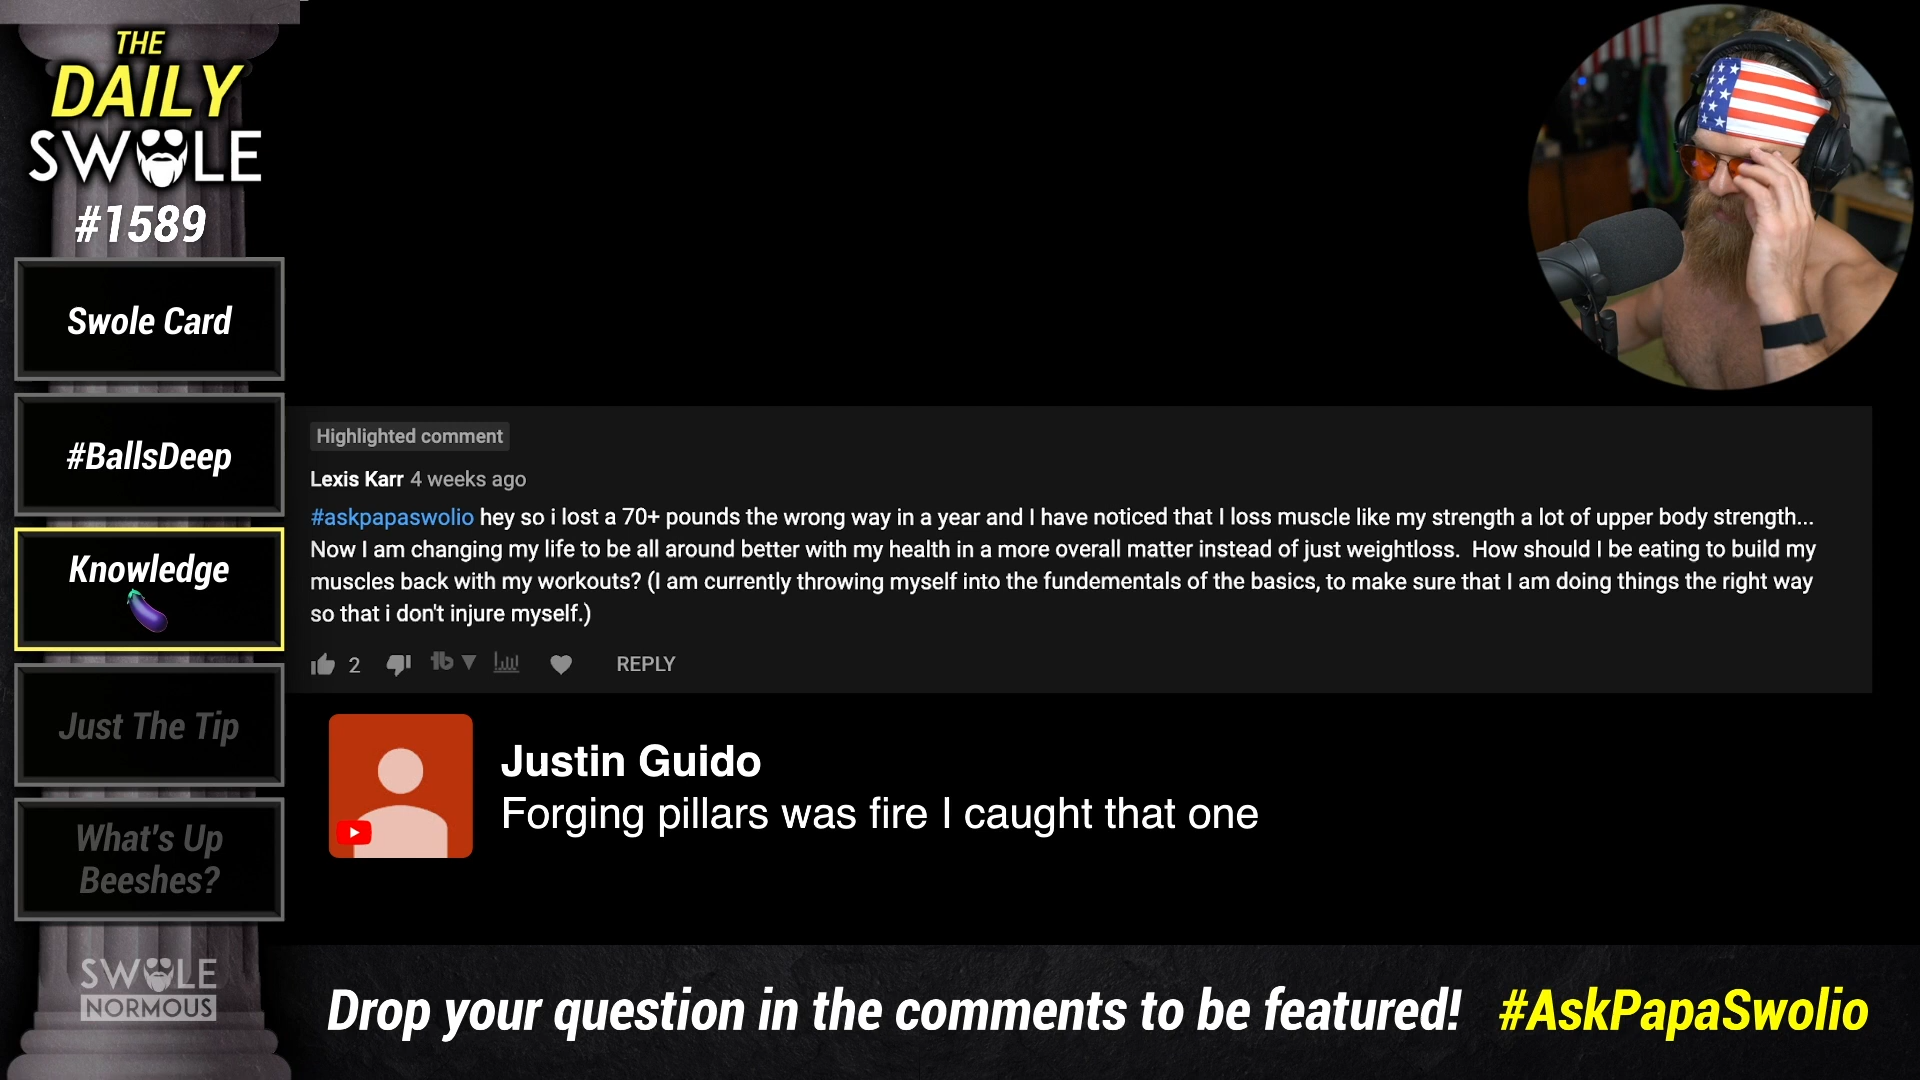 THE
DAILY
SWOLE
#1589
Swole Card
#BallsDeep
Knowledge
Just The Tip
What's Up
Beeshes?
SWOLE
NORMOUS
Highlighted comment
Lexis Karr 4 weeks ago
#askpapaswolio hey so i lost a 70+ pounds the wrong way in a year and I have noticed that I loss muscle like my strength a lot of upper body strength...
Now I am changing my life to be all around better with my health in a more overall matter instead of just weightloss. How should I be eating to build my
muscles back with my workouts? (I am currently throwing myself into the fundementals of the basics, to make sure that I am doing things the right way
so that i don't injure myself.)
2 tb REPLY
Justin Guido
Forging pillars was fire I caught that one
Drop your question in the comments to be featured! #AskPapaSwolio